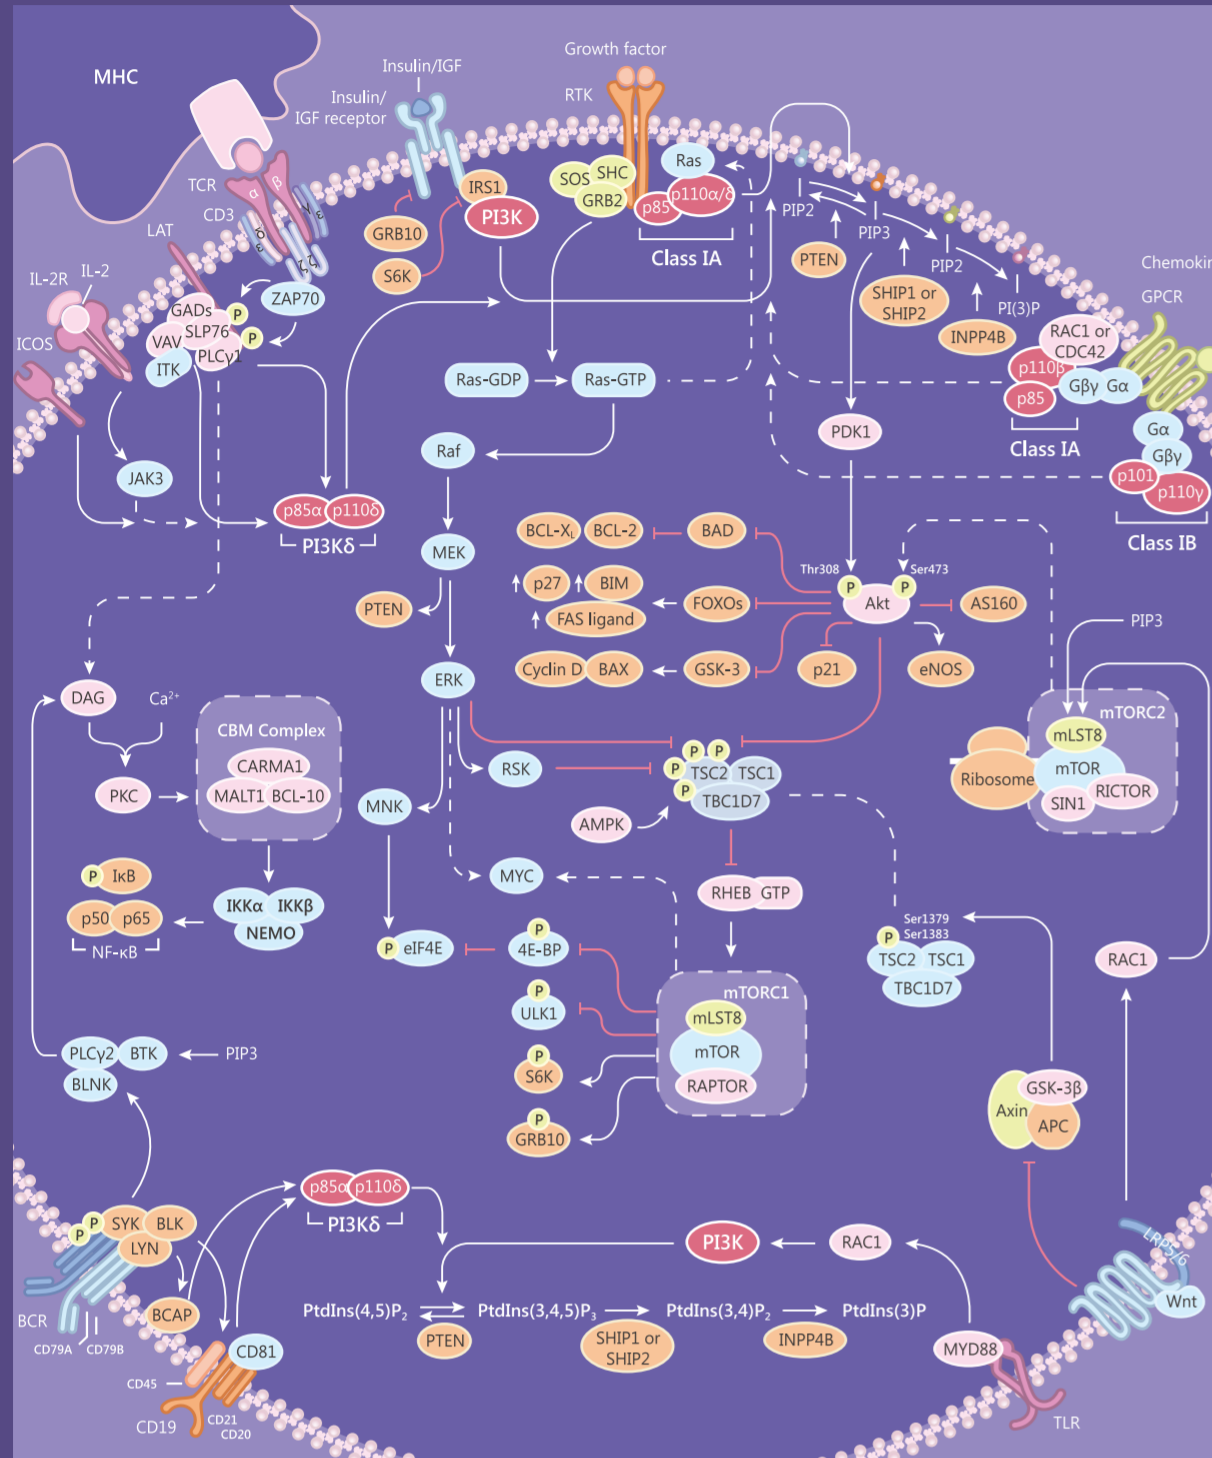 MHC
Growth factor
Insulin/IGF
Insulin/
IGF receptor
RTK
TCR
α
β
CD3
γ
ε
δ
ε
ζ
ζ
LAT
IL-2R
IL-2
ICOS
ZAP70
GADs
SLP76
VAV
PLCγ1
ITK
P
P
IRS1
PI3K
GRB10
S6K
SOS
SHC
GRB2
Ras
p85
p110α/δ
Class IA
PIP2
PIP3
PIP2
PI(3)P
PTEN
SHIP1 or
SHIP2
INPP4B
Chemokin
GPCR
RAC1 or
CDC42
p110β
p85
Gβγ
Gα
Class IA
Gα
Gβγ
p101
p110γ
Class IB
Ras-GDP
Ras-GTP
PDK1
Raf
JAK3
p85α
p110δ
PI3Kδ
MEK
PTEN
ERK
BCL-XL
BCL-2
BAD
p27
BIM
FAS ligand
FOXOs
Cyclin D
BAX
GSK-3
Thr308
Ser473
P
P
Akt
AS160
p21
eNOS
PIP3
mTORC2
mLST8
mTOR
Ribosome
SIN1
RICTOR
DAG
Ca2+
PKC
CBM Complex
CARMA1
MALT1
BCL-10
RSK
MNK
P
P
P
P
TSC2
TSC1
TBC1D7
AMPK
MYC
RHEB
GTP
P
IκB
p50
p65
NF-κB
IKKα
IKKβ
NEMO
P
eIF4E
P
4E-BP
P
ULK1
P
S6K
P
GRB10
mTORC1
mLST8
mTOR
RAPTOR
Ser1379
Ser1383
P
TSC2
TSC1
TBC1D7
RAC1
PLCγ2
BTK
BLNK
PIP3
GSK-3β
Axin
APC
p85α
p110δ
PI3Kδ
P
P
SYK
BLK
LYN
BCR
CD79A
CD79B
BCAP
CD81
CD45
CD19
CD21
CD20
PI3K
RAC1
PtdIns(4,5)P2
PtdIns(3,4,5)P3
PtdIns(3,4)P2
PtdIns(3)P
PTEN
SHIP1 or
SHIP2
INPP4B
MYD88
TLR
LRP5/6
Wnt